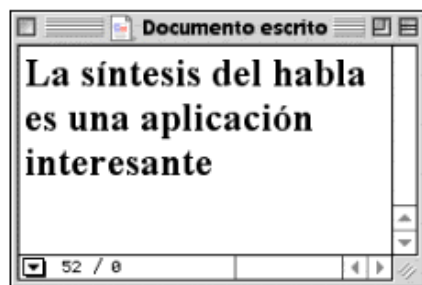 Documento escrito
La síntesis del habla
es una aplicación
interesante
52 / 0